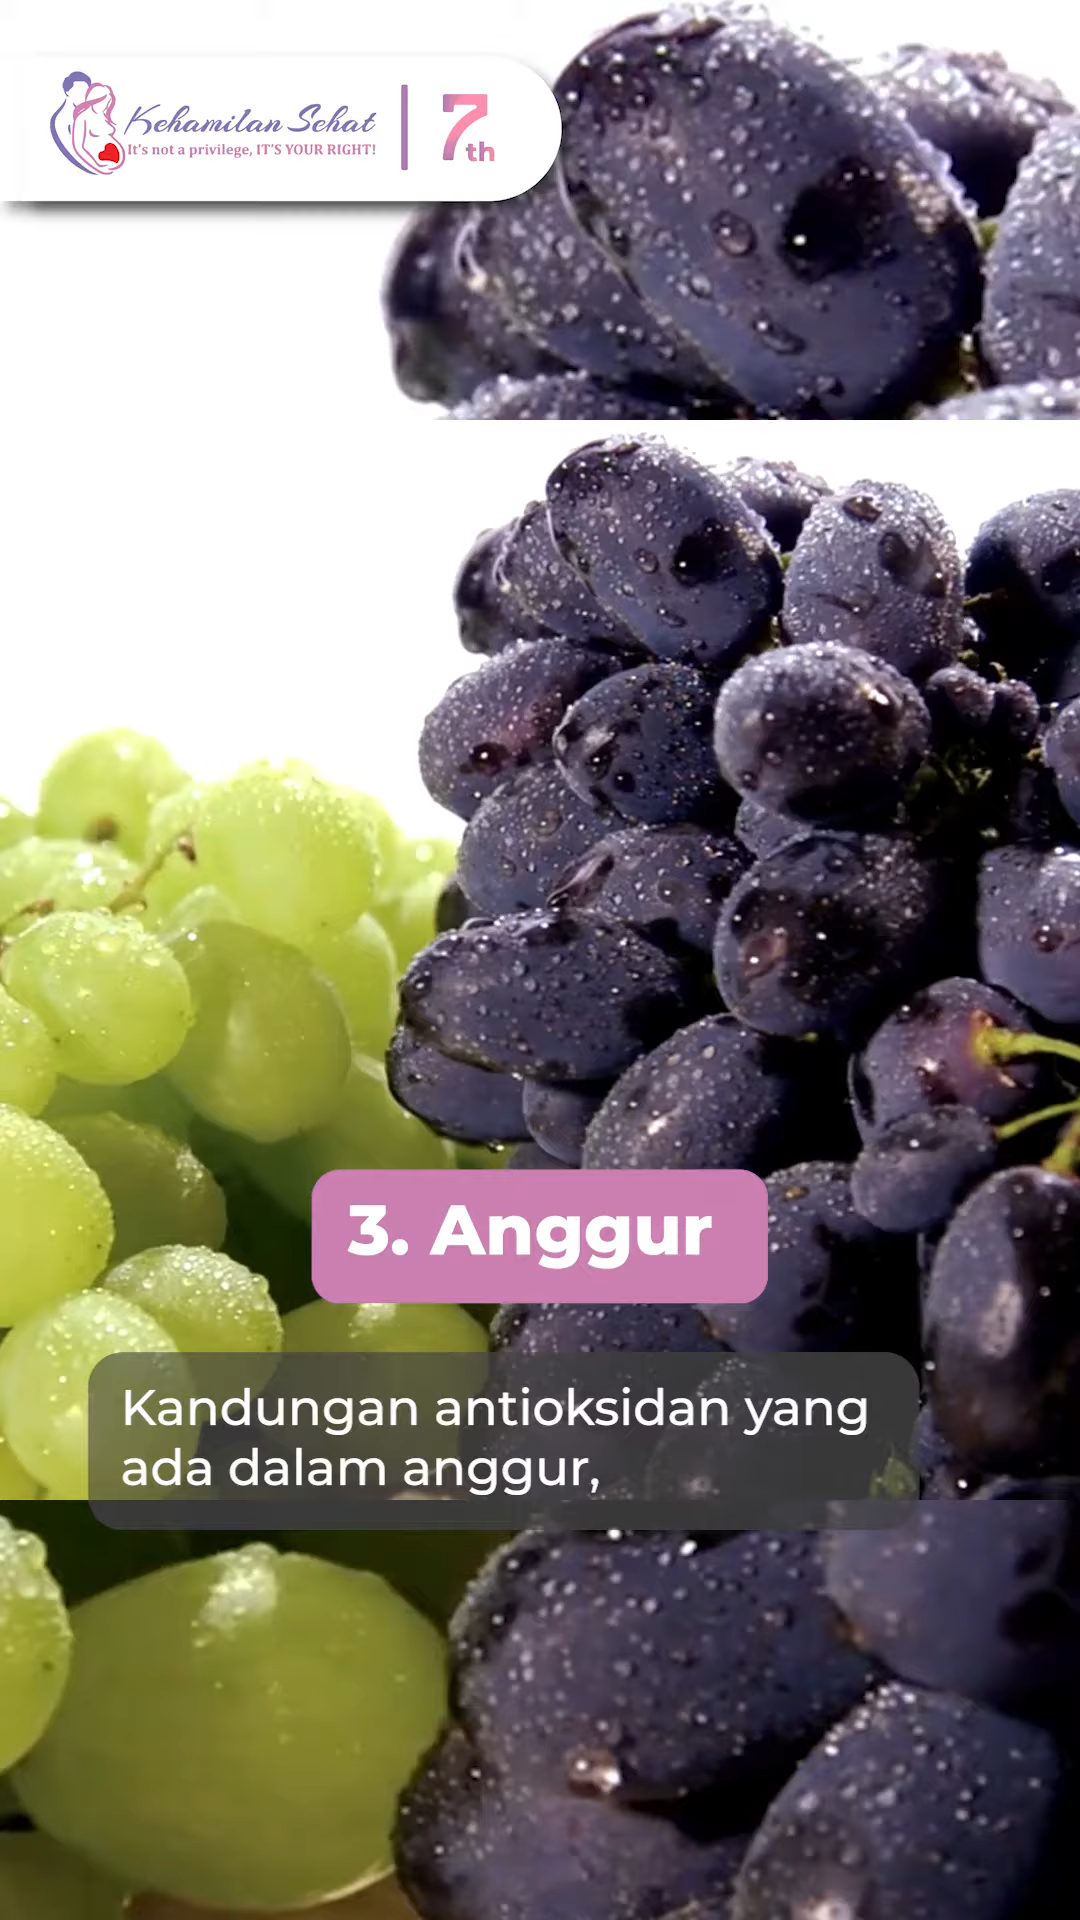 Kehamilan Sehat
It's not a privilege, IT'S YOUR RIGHT!
7th
3. Anggur
Kandungan antioksidan yang
ada dalam anggur,